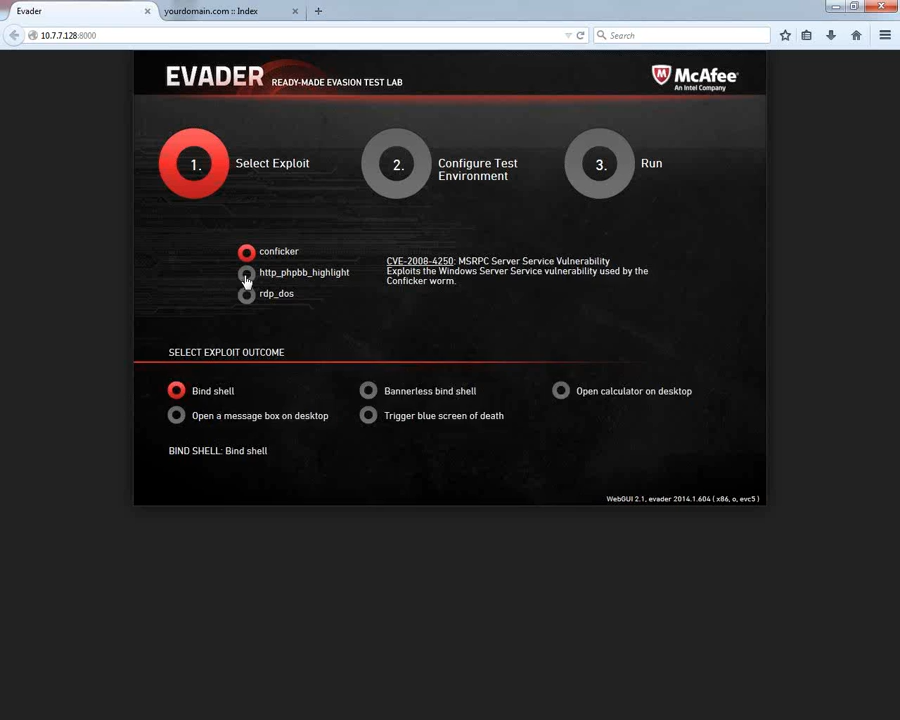 Evader
yourdomain.com :: Index
10.7.7.128:8000
Search
EVADER READY-MADE EVASION TEST LAB
McAfee
An Intel Company
1. Select Exploit
2. Configure Test
Environment
3. Run
conficker
http_phpbb_highlight
rdp_dos
CVE-2008-4250: MSRPC Server Service Vulnerability
Exploits the Windows Server Service vulnerability used by the
Conficker worm.
SELECT EXPLOIT OUTCOME
Bind shell
Bannerless bind shell
Open calculator on desktop
Open a message box on desktop
Trigger blue screen of death
BIND SHELL: Bind shell
WebGUI 2.1, evader 2014.1.604 ( x86, o, evc5 )